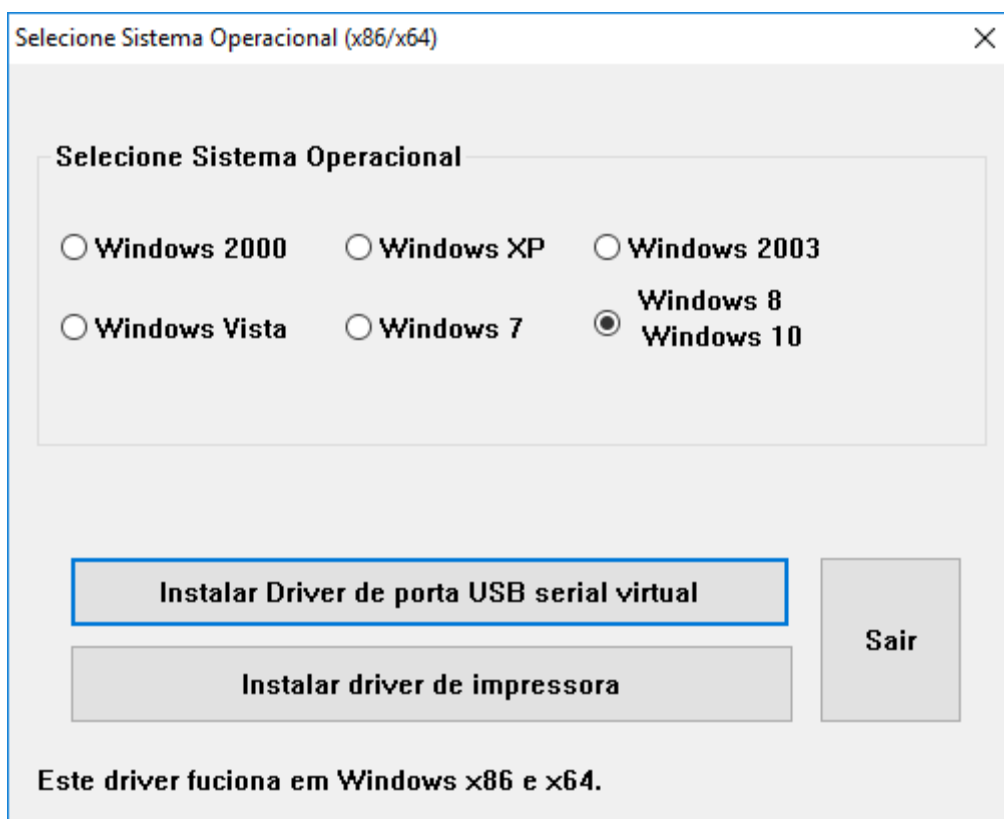 Selecione Sistema Operacional (x86/x64)
Selecione Sistema Operacional
Windows 2000
Windows XP
Windows 2003
Windows Vista
Windows 7
Windows 8
Windows 10
Instalar Driver de porta USB serial virtual
Sair
Instalar driver de impressora
Este driver fuciona em Windows x86 e x64.